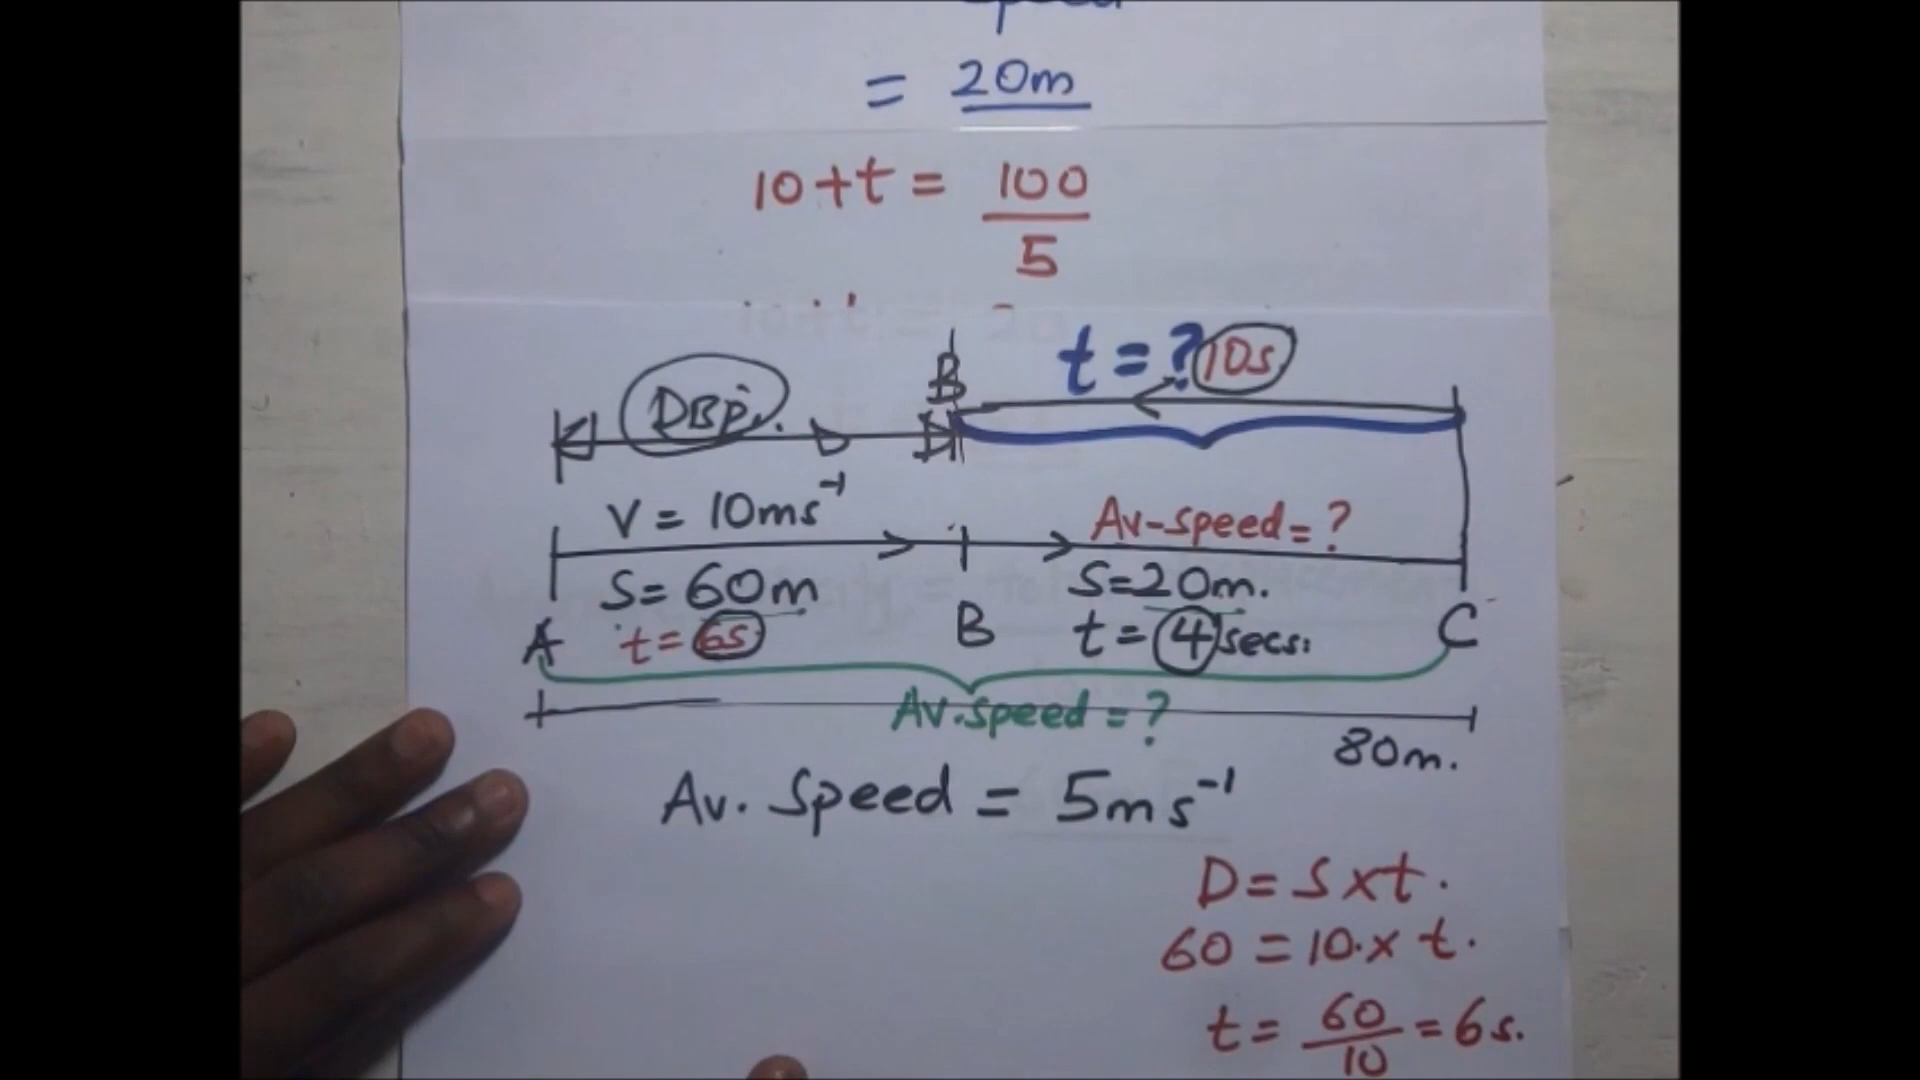 = 20m
10+t = 100
5
B
t = ? 10s
DBP.
V = 10ms⁻¹
Av-speed = ?
S = 60m
S=20m.
A
t = 6s
B
t = 4 secs.
C
Av.speed = ?
80m.
Av. Speed = 5ms⁻¹
D = S x t.
60 = 10.x t.
t = 60 = 6s.
10